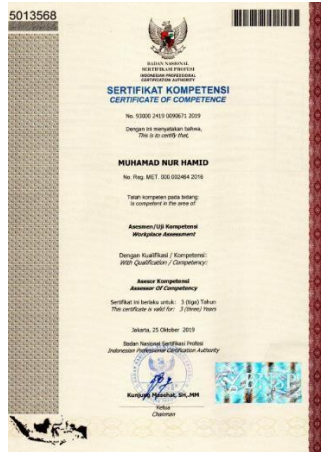 5013568
BADAN NASIONAL
SERTIFIKASI PROFESI
INDONESIAN PROFESSIONAL
CERTIFICATION AUTHORITY
SERTIFIKAT KOMPETENSI
CERTIFICATE OF COMPETENCE
No. 93000 2419 0090671 2019
Dengan ini menyatakan bahwa,
This is to certify that,
MUHAMAD NUR HAMID
No. Reg. MET. 000 002464 2016
Telah kompeten pada bidang:
Is competent in the area of
Asesmen/Uji Kompetensi
Workplace Assessment
Dengan Kualifikasi / Kompetensi:
With Qualification / Competency:
Asesor Kompetensi
Assessor Of Competency
Sertifikat ini berlaku untuk: 3 (tiga) Tahun
This certificate is valid for: 3 (three) Years
Jakarta, 25 Oktober 2019
Badan Nasional Sertifikasi Profesi
Indonesian Professional Certification Authority
Kunjung Masehat, SH.,MM
Ketua
Chairman